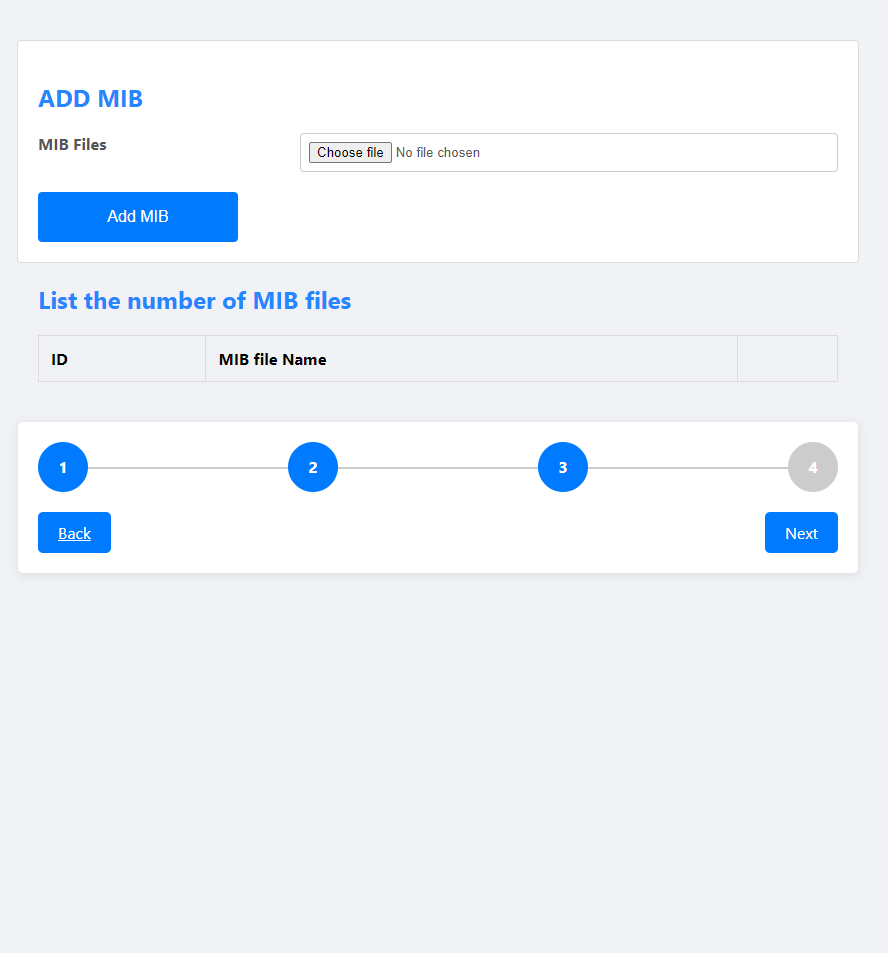 ADD MIB
MIB Files
Choose file No file chosen
Add MIB
List the number of MIB files
ID MIB file Name
1 2 3 4
Back Next